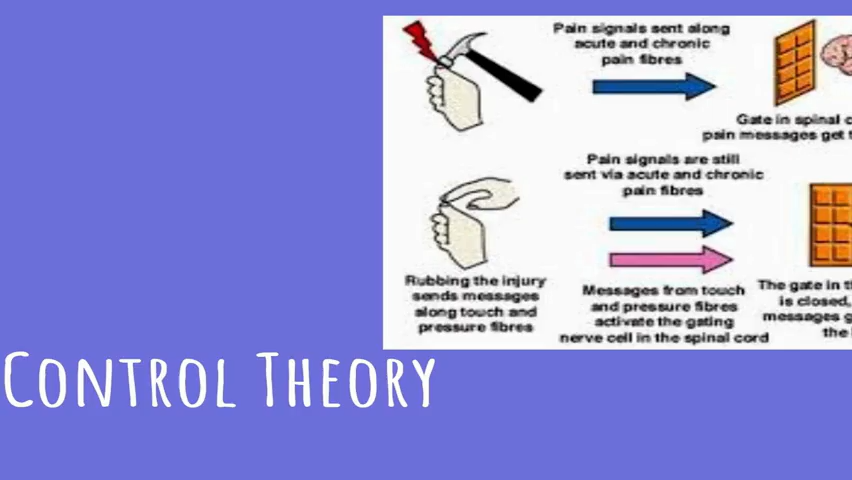 Pain signals sent along
acute and chronic
pain fibres
Gate in spinal
pain messages get
Pain signals are still
sent via acute and chronic
pain fibres
Rubbing the injury
sends messages
along touch and
pressure fibres
Messages from touch
and pressure fibres
activate the gating
nerve cell in the spinal cord
The gate in
is closed,
messages
the
Control Theory